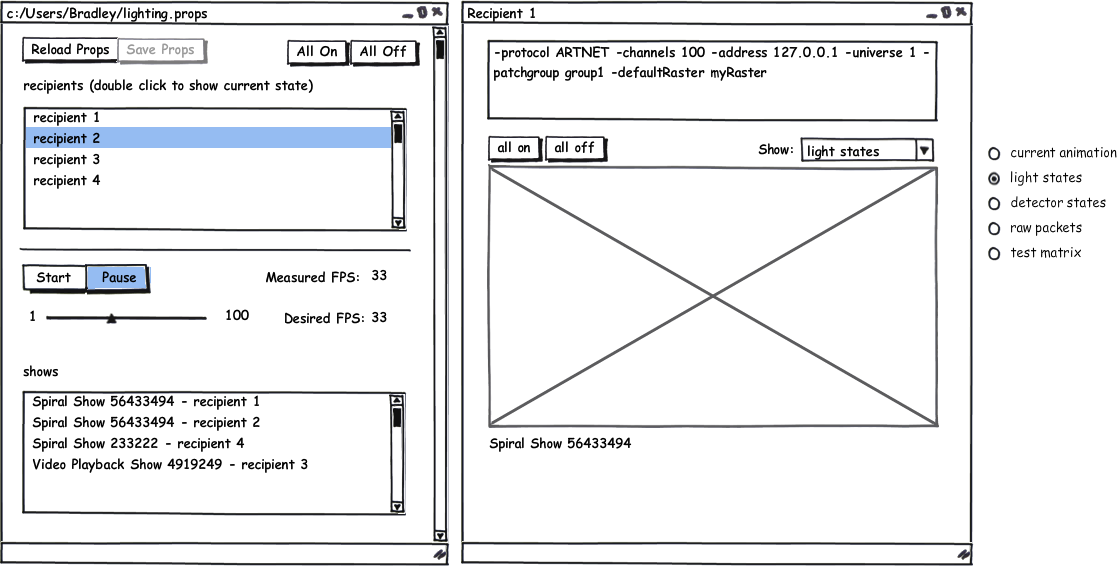 c:/Users/Bradley/lighting.props
Reload Props Save Props All On All Off
recipients (double click to show current state)
recipient 1
recipient 2
recipient 3
recipient 4
Start Pause Measured FPS: 33
1 100 Desired FPS: 33
shows
Spiral Show 56433494 - recipient 1
Spiral Show 56433494 - recipient 2
Spiral Show 233222 - recipient 4
Video Playback Show 4919249 - recipient 3
Recipient 1
-protocol ARTNET -channels 100 -address 127.0.0.1 -universe 1 -
patchgroup group1 -defaultRaster myRaster
all on all off Show: light states
Spiral Show 56433494
current animation
light states
detector states
raw packets
test matrix